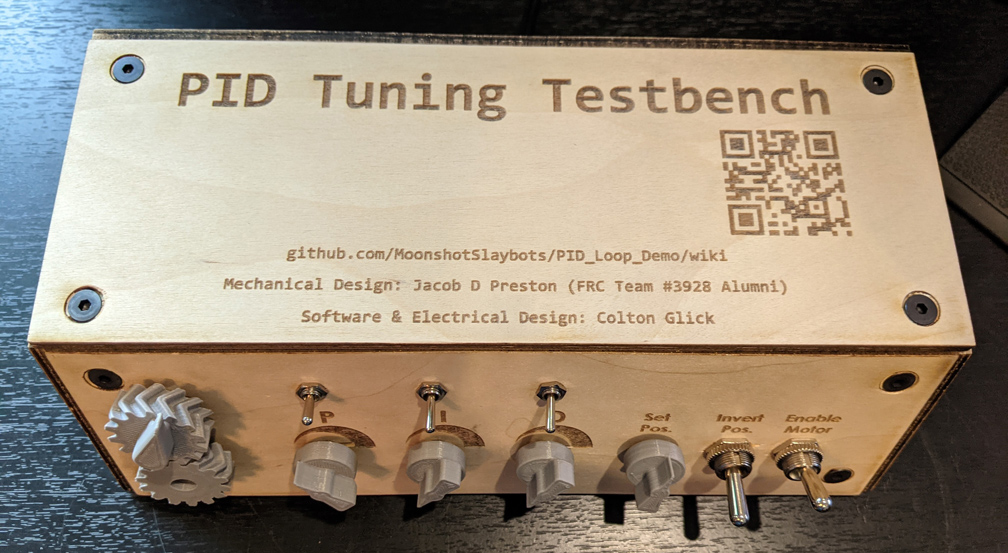 PID Tuning Testbench
github.com/MoonshotSlaybots/PID_Loop_Demo/wiki
Mechanical Design: Jacob D Preston (FRC Team #3928 Alumni)
Software & Electrical Design: Colton Glick
P
I
D
Set
Pos.
Invert
Pos.
Enable
Motor